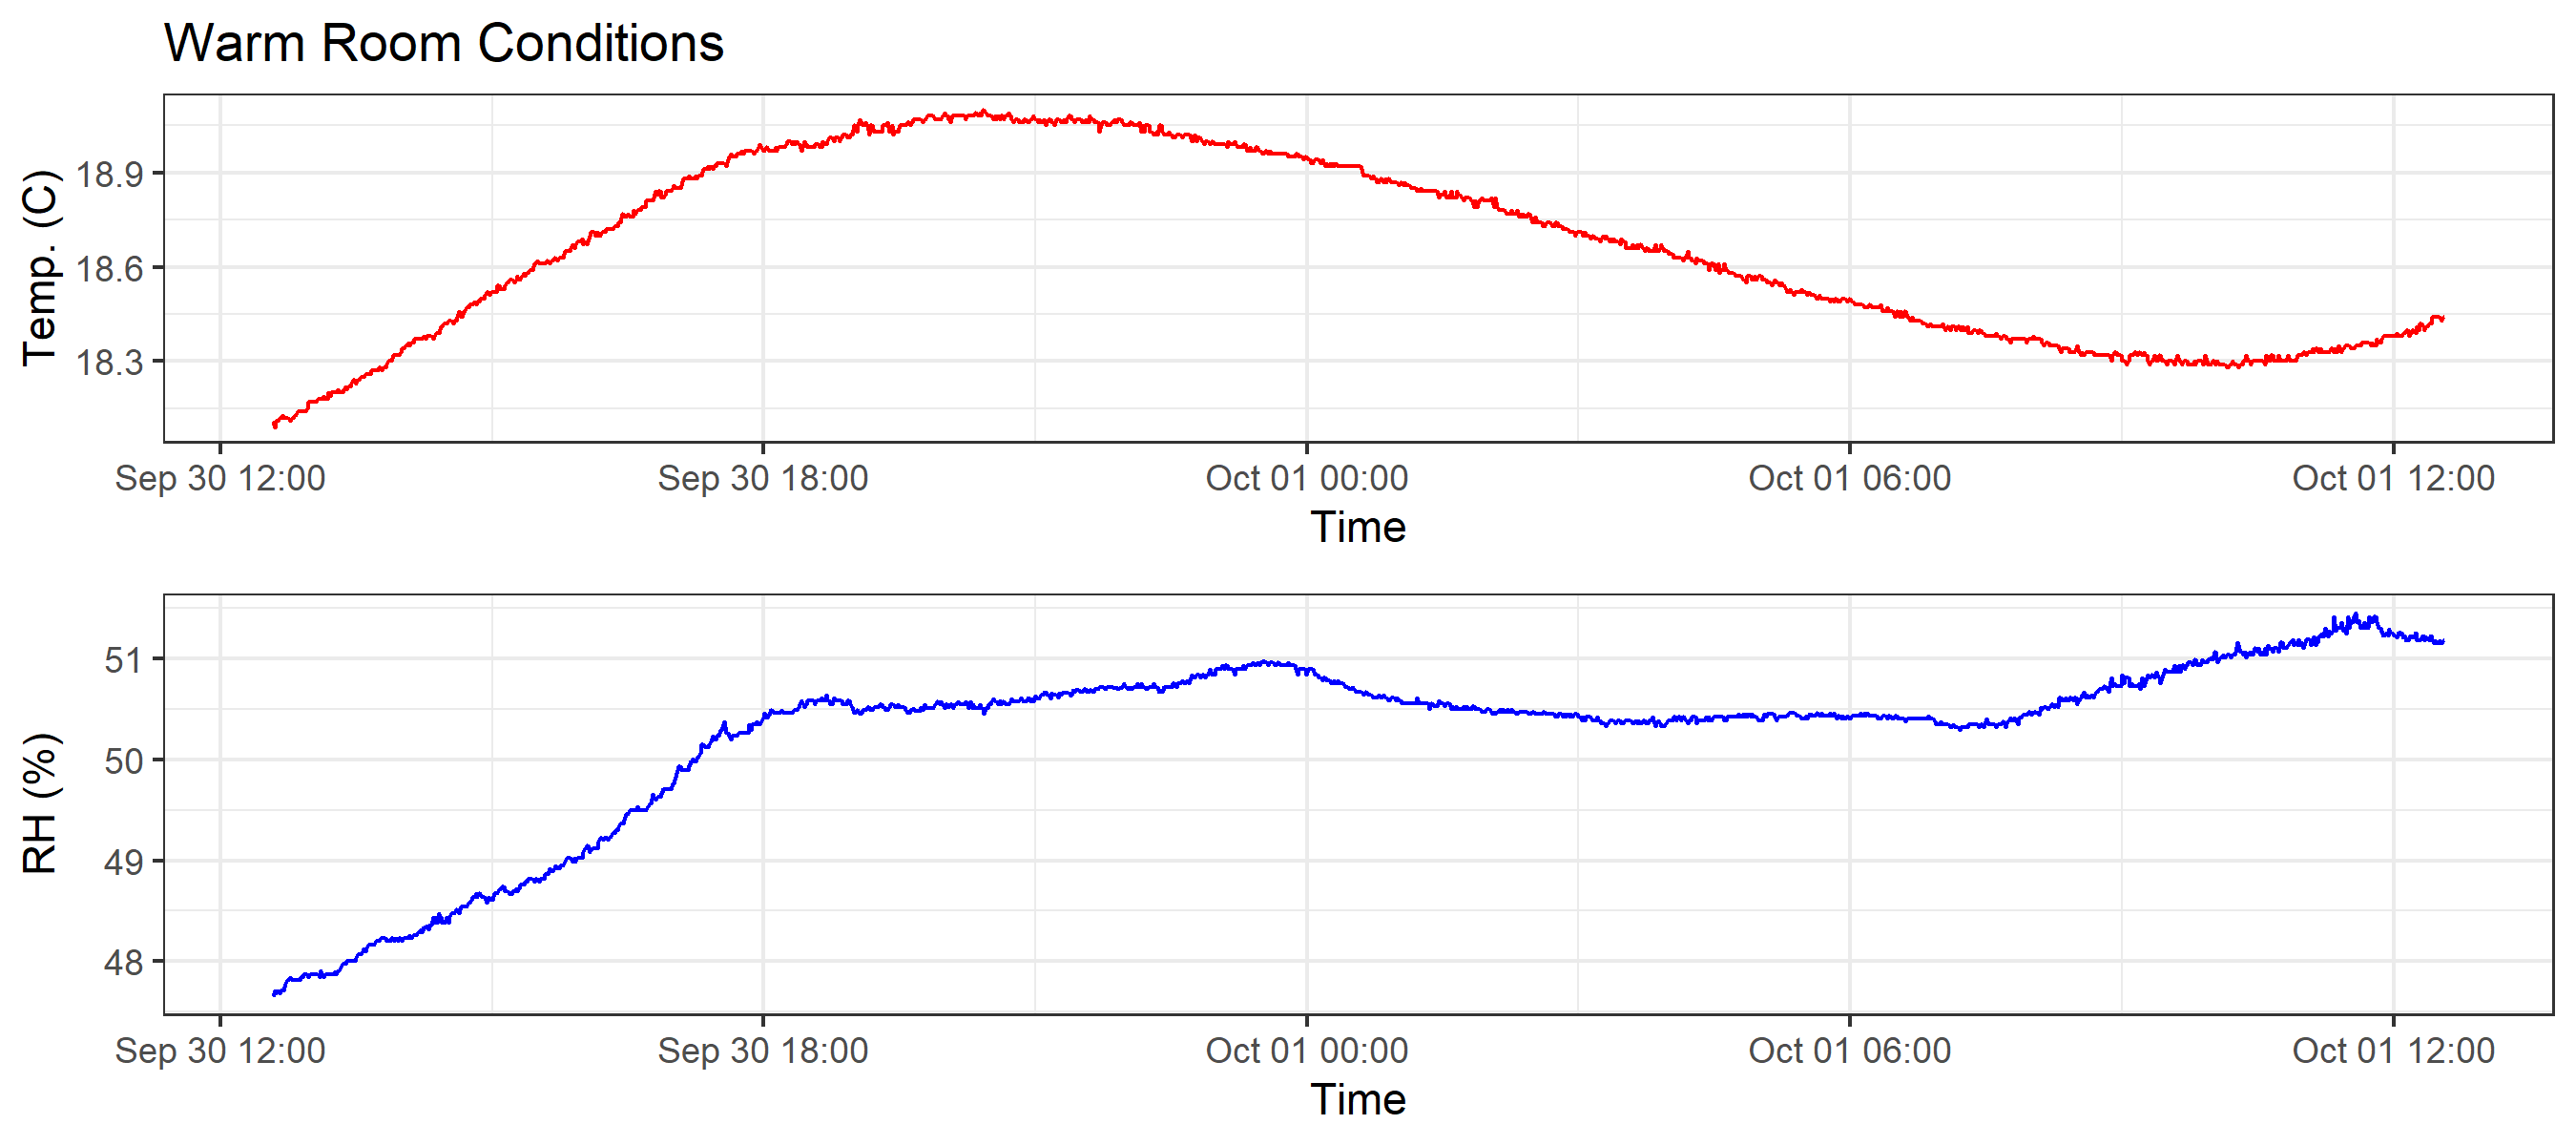 Warm Room Conditions
Temp. (C)
18.9
18.6
18.3
Sep 30 12:00 Sep 30 18:00 Oct 01 00:00 Oct 01 06:00 Oct 01 12:00
Time
RH (%)
51
50
49
48
Sep 30 12:00 Sep 30 18:00 Oct 01 00:00 Oct 01 06:00 Oct 01 12:00
Time